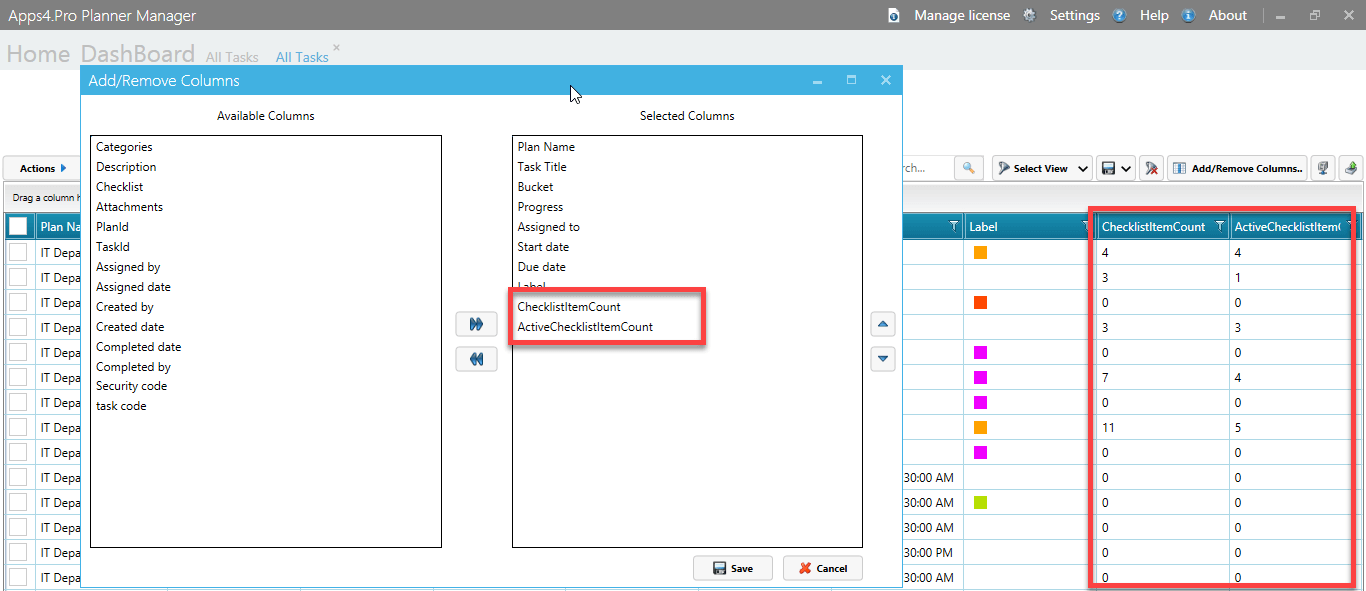 Apps4.Pro Planner Manager
Manage license Settings Help About
Home DashBoard All Tasks All Tasks
Add/Remove Columns
Available Columns
Selected Columns
Categories
Description
Checklist
Attachments
PlanId
TaskId
Assigned by
Assigned date
Created by
Created date
Completed date
Completed by
Security code
task code
Plan Name
Task Title
Bucket
Progress
Assigned to
Start date
Due date
Label
ChecklistItemCount
ActiveChecklistItemCount
Save
Cancel
Actions
rch...
Select View
Add/Remove Columns..
Drag a column h
Plan Na Label ChecklistItemCount ActiveChecklistItem
IT Depa 4 4
IT Depa 3 1
IT Depa 0 0
IT Depa 3 3
IT Depa 0 0
IT Depa 7 4
IT Depa 0 0
IT Depa 11 5
IT Depa 0 0
IT Depa 30:00 AM 0 0
IT Depa 30:00 AM 0 0
IT Depa 30:00 AM 0 0
IT Depa 30:00 PM 0 0
IT Depa 30:00 AM 0 0